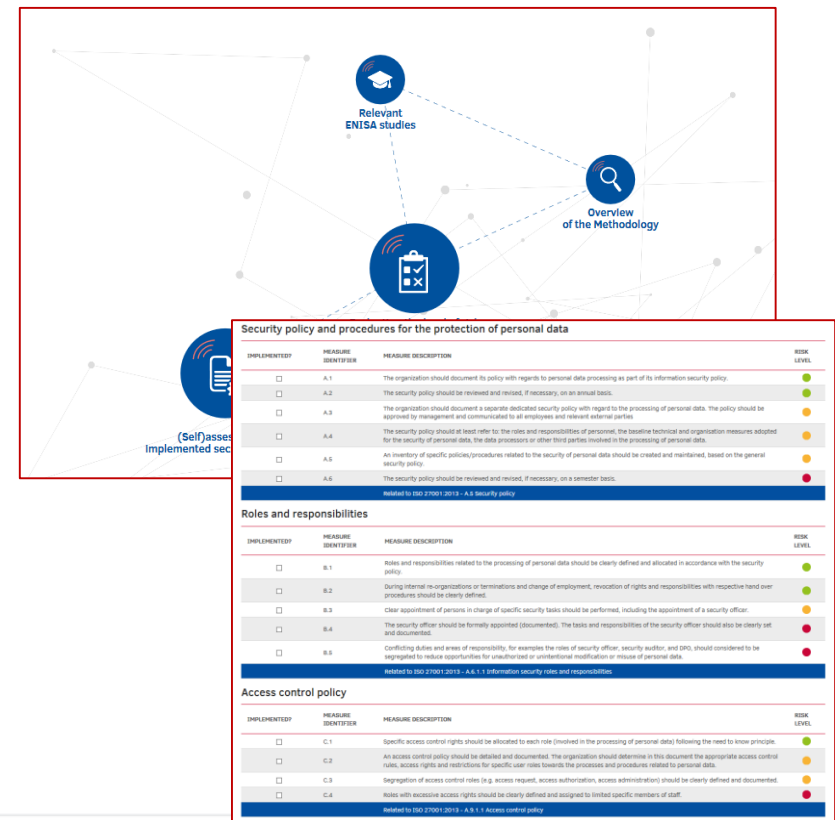 Relevant
ENISA studies
Overview
of the Methodology
(Self)asses
Implemented sec
Security policy and procedures for the protection of personal data
IMPLEMENTED? MEASURE IDENTIFIER MEASURE DESCRIPTION RISK LEVEL
A.1 The organization should document its policy with regards to personal data processing as part of its information security policy.
A.2 The security policy should be reviewed and revised, if necessary, on an annual basis.
A.3 The organization should document a separate dedicated security policy with regard to the processing of personal data. The policy should be
approved by management and communicated to all employees and relevant external parties
A.4 The security policy should at least refer to: the roles and responsibilities of personnel, the baseline technical and organisation measures adopted
for the security of personal data, the data processors or other third parties involved in the processing of personal data.
A.5 An inventory of specific policies/procedures related to the security of personal data should be created and maintained, based on the general
security policy.
A.6 The security policy should be reviewed and revised, if necessary, on a semester basis.
Related to ISO 27001:2013 - A.5 Security policy
Roles and responsibilities
IMPLEMENTED? MEASURE IDENTIFIER MEASURE DESCRIPTION RISK LEVEL
B.1 Roles and responsibilities related to the processing of personal data should be clearly defined and allocated in accordance with the security
policy.
B.2 During internal re-organizations or terminations and change of employment, revocation of rights and responsibilities with respective hand over
procedures should be clearly defined.
B.3 Clear appointment of persons in charge of specific security tasks should be performed, including the appointment of a security officer.
B.4 The security officer should be formally appointed (documented). The tasks and responsibilities of the security officer should also be clearly set
and documented.
B.5 Conflicting duties and areas of responsibility, for examples the roles of security officer, security auditor, and DPO, should considered to be
segregated to reduce opportunities for unauthorized or unintentional modification or misuse of personal data.
Related to ISO 27001:2013 - A.6.1.1 Information security roles and responsibilities
Access control policy
IMPLEMENTED? MEASURE IDENTIFIER MEASURE DESCRIPTION RISK LEVEL
C.1 Specific access control rights should be allocated to each role (involved in the processing of personal data) following the need to know principle.
C.2 An access control policy should be detailed and documented. The organization should determine in this document the appropriate access control
rules, access rights and restrictions for specific user roles towards the processes and procedures related to personal data.
C.3 Segregation of access control roles (e.g. access request, access authorization, access administration) should be clearly defined and documented.
C.4 Roles with excessive access rights should be clearly defined and assigned to limited specific members of staff.
Related to ISO 27001:2013 - A.9.1.1 Access control policy